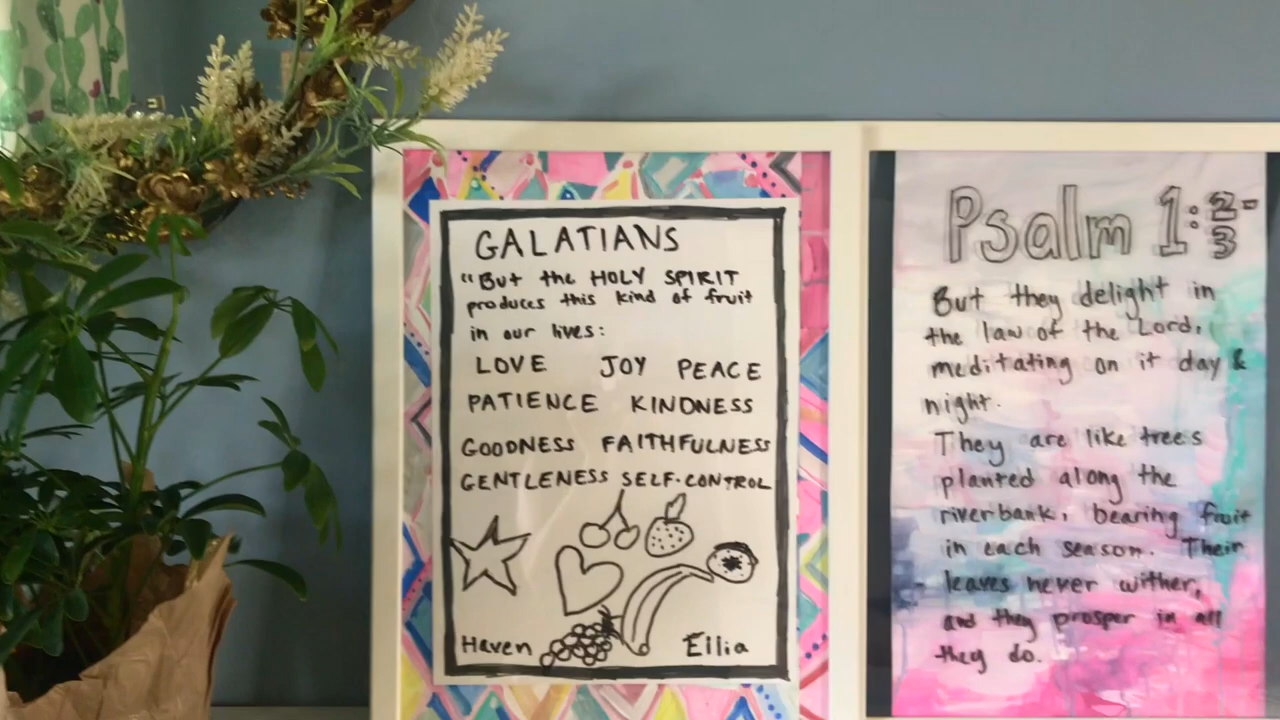 GALATIANS
"But the HOLY SPIRIT
produces this kind of fruit
in our lives:
LOVE JOY PEACE
PATIENCE KINDNESS
GOODNESS FAITHFULNESS
GENTLENESS SELF-CONTROL
Haven Ellia
Psalm 1:2-3
But they delight in
the law of the Lord,
meditating on it day &
night.
They are like trees
planted along the
riverbank, bearing fruit
in each season. Their
leaves never wither,
and they prosper in all
they do.